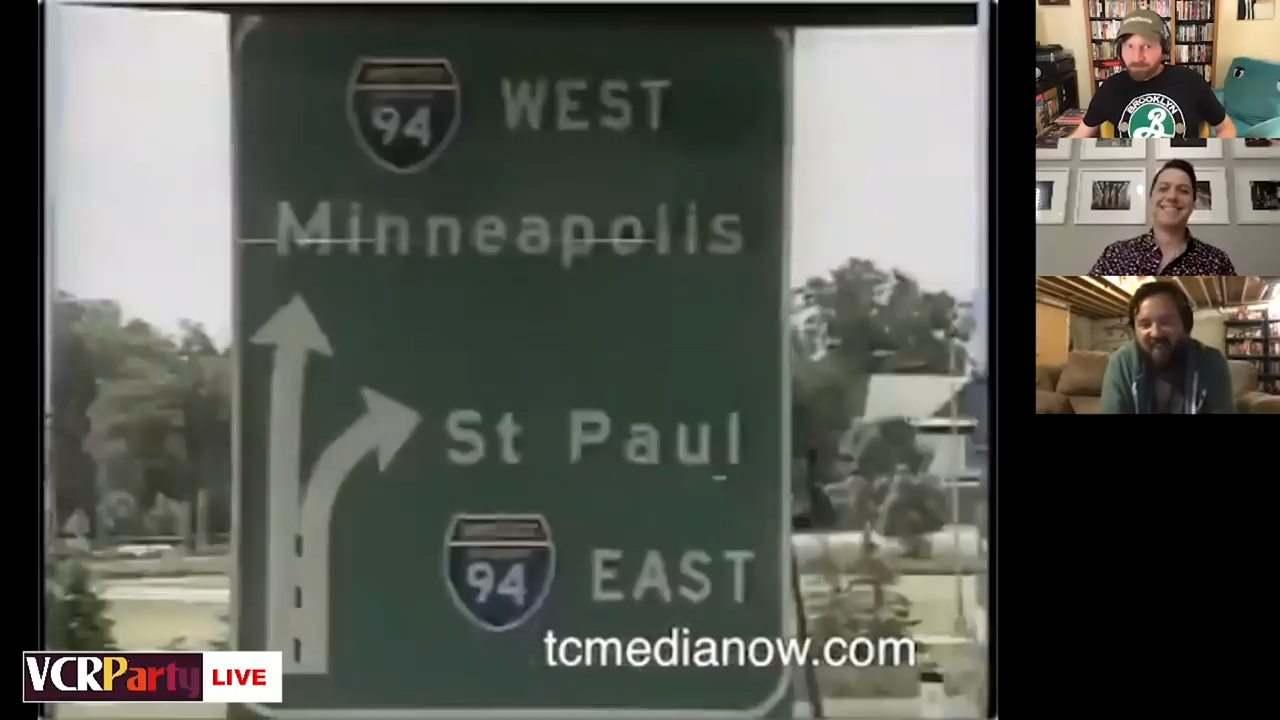 94 WEST
Minneapolis
St Paul
94 EAST
tcmedianow.com
VCRParty LIVE
BROOKLYN
B